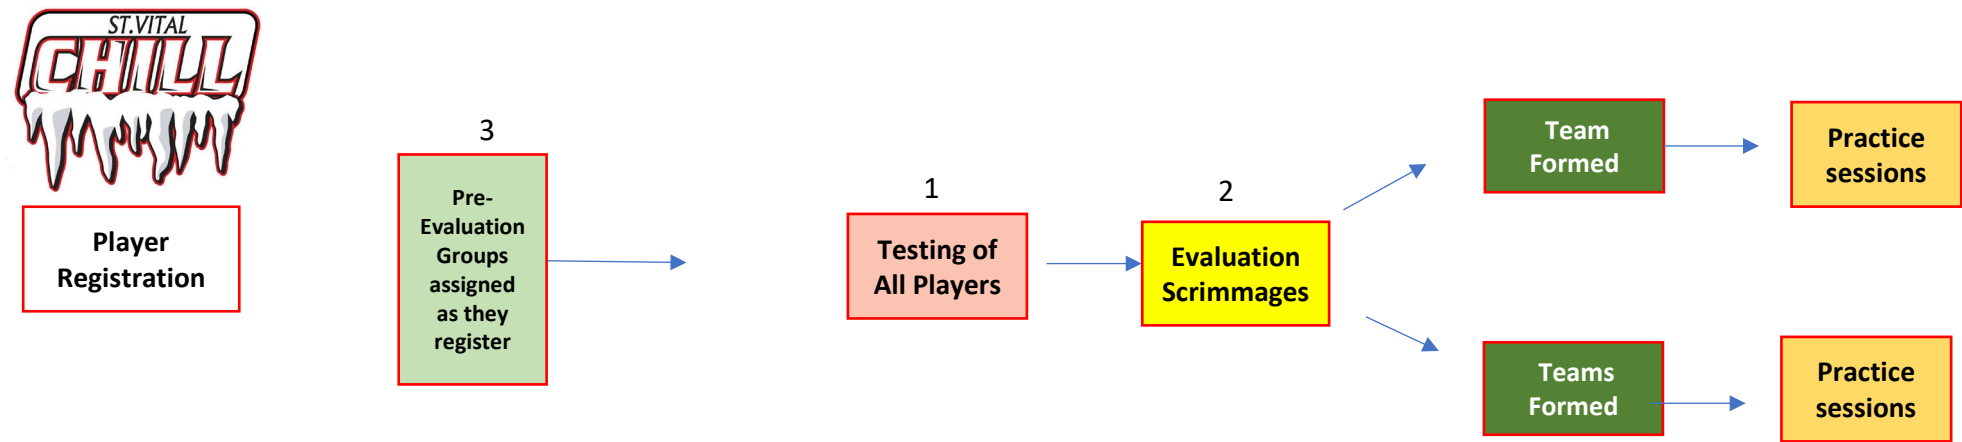 ST.VITAL
CHILL
Player
Registration
3
Pre-
Evaluation
Groups
assigned
as they
register
1
Testing of
All Players
2
Evaluation
Scrimmages
Team
Formed
Practice
sessions
Teams
Formed
Practice
sessions